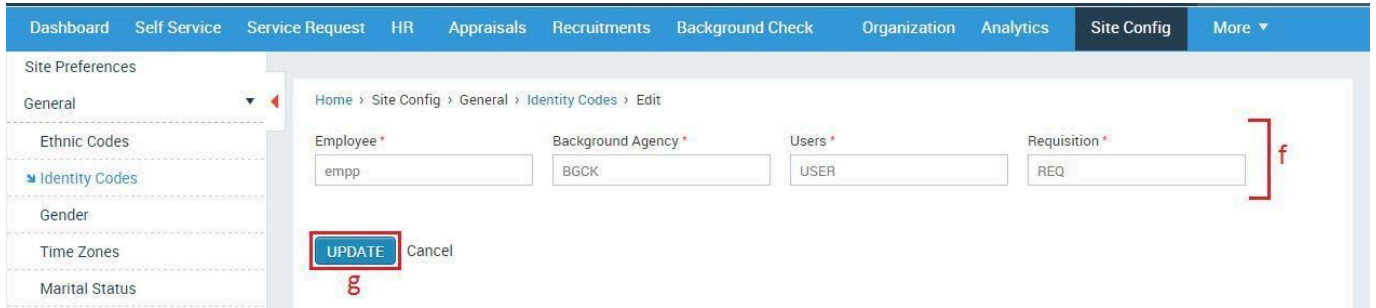 Dashboard Self Service Service Request HR Appraisals Recruitments Background Check Organization Analytics Site Config More ▼
Site Preferences
General ▼
Ethnic Codes
Identity Codes
Gender
Time Zones
Marital Status
Home › Site Config › General › Identity Codes › Edit
Employee * Background Agency * Users * Requisition *
empp BGCK USER REQ
f
UPDATE Cancel
g